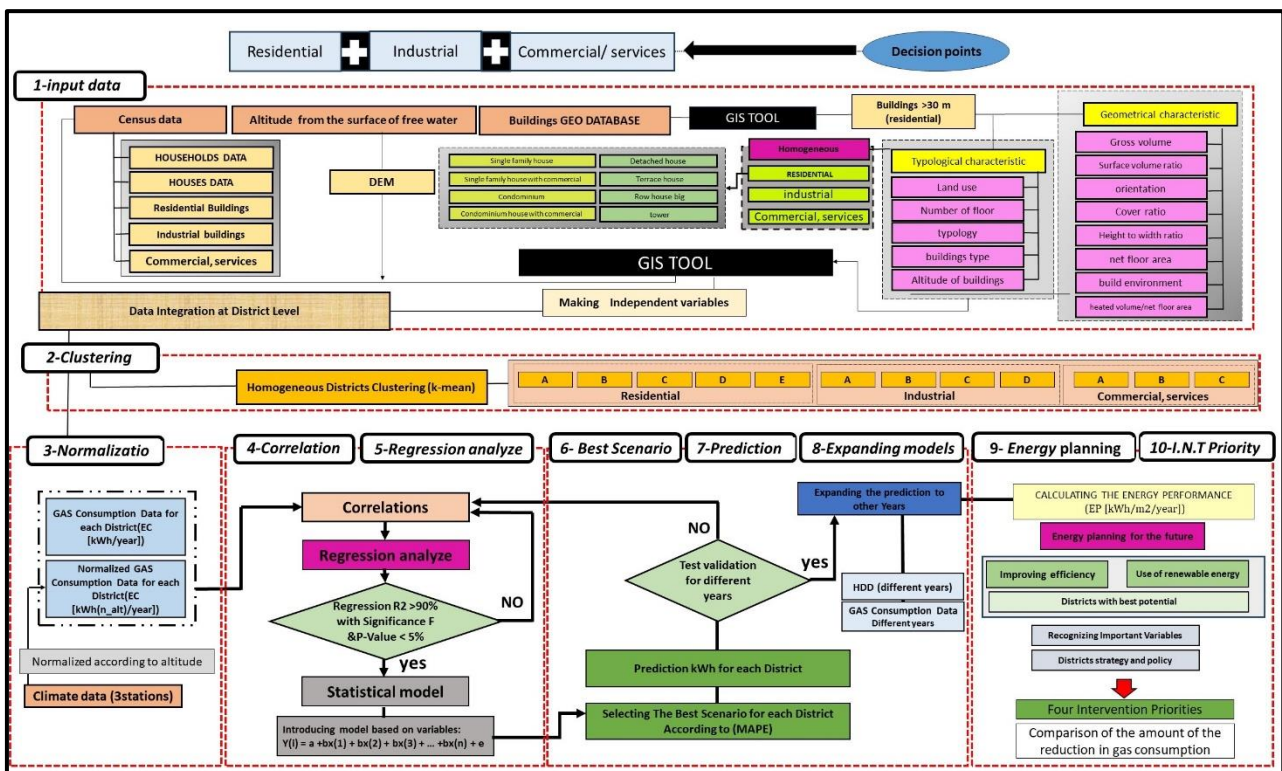 Residential
Industrial
Commercial/ services
Decision points
1-input data
Census data
Altitude from the surface of free water
Buildings GEO DATABASE
GIS TOOL
Buildings >30 m
(residential)
Geometrical characteristic
HOUSEHOLDS DATA
HOUSES DATA
Residential Buildings
Industrial buildings
Commercial, services
DEM
Single family house
Single family house with commercial
Condominium
Condominium house with commercial
Detached house
Terrace house
Row house big
tower
Homogeneous
RESIDENTIAL
industrial
Commercial, services
Typological characteristic
Land use
Number of floor
typology
buildings type
Altitude of buildings
Gross volume
Surface volume ratio
orientation
Cover ratio
Height to width ratio
net floor area
build environment
heated volume/net floor area
GIS TOOL
Making Independent variables
Data Integration at District Level
2-Clustering
Homogeneous Districts Clustering (k-mean)
A
B
C
D
E
Residential
A
B
C
D
Industrial
A
B
C
Commercial, services
3-Normalizatio
4-Correlation
5-Regression analyze
6- Best Scenario
7-Prediction
8-Expanding models
9- Energy planning
10-I.N.T Priority
GAS Consumption Data for
each District(EC
[kWh/year])
Normalized GAS
Consumption Data for each
District(EC
[kWh(n_alt)/year])
Normalized according to altitude
Climate data (3stations)
Correlations
Regression analyze
Regression R2 >90%
with Significance F
&P-Value < 5%
NO
yes
Statistical model
Introducing model based on variables:
Y(I) = a +bx(1) + bx(2) + bx(3) + ... +bx(n) + e
NO
Test validation
for different
years
yes
Prediction kWh for each District
Selecting The Best Scenario for each District
According to (MAPE)
Expanding the prediction to
other Years
HDD (different years)
GAS Consumption Data
Different years
CALCULATING THE ENERGY PERFORMANCE
(EP [kWh/m2/year])
Energy planning for the future
Improving efficiency
Use of renewable energy
Districts with best potential
Recognizing Important Variables
Districts strategy and policy
Four Intervention Priorities
Comparison of the amount of the
reduction in gas consumption